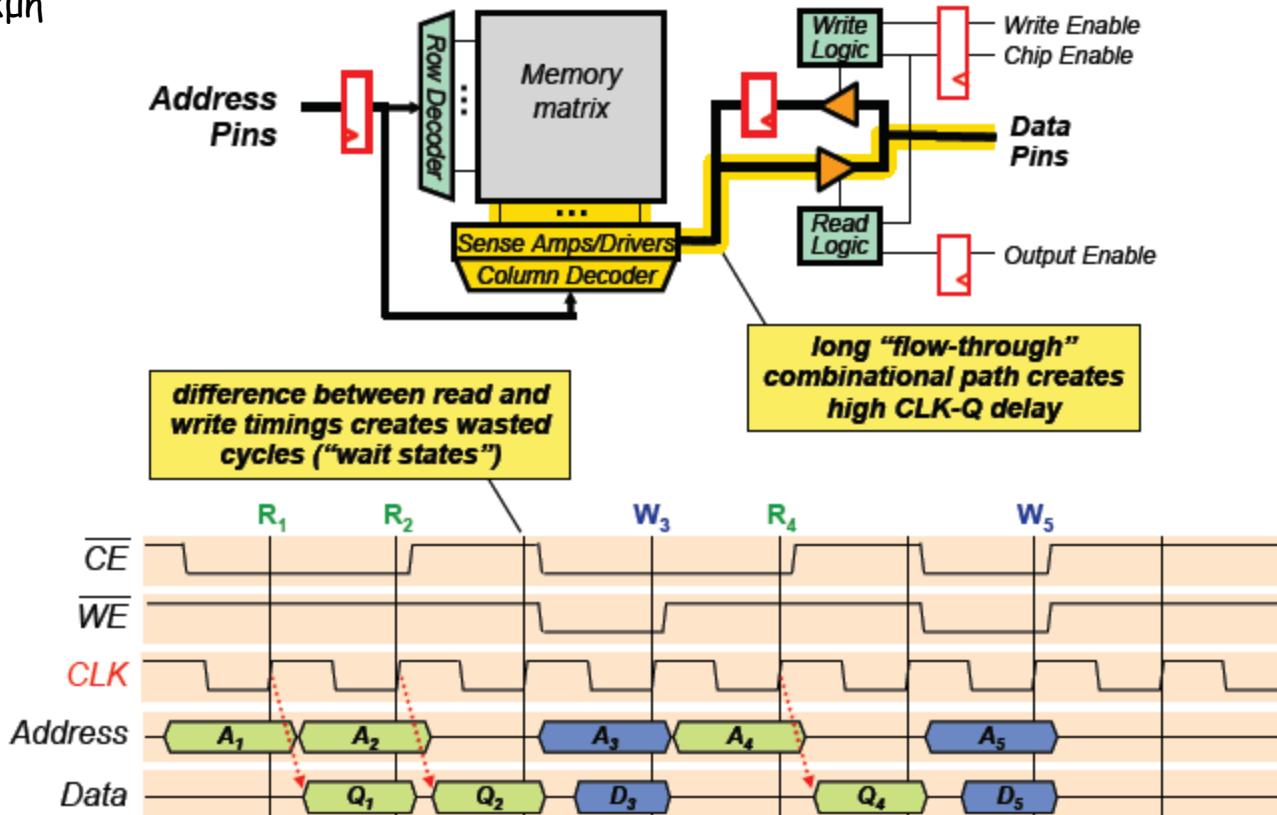 κμή
Address
Pins
Row Decoder
Memory
matrix
Write
Logic
Write Enable
Chip Enable
Data
Pins
Sense Amps/Drivers
Column Decoder
Read
Logic
Output Enable
long “flow-through”
combinational path creates
high CLK-Q delay
difference between read and
write timings creates wasted
cycles (“wait states”)
R1 R2 W3 R4 W5
CE
WE
CLK
Address A1 A2 A3 A4 A5
Data Q1 Q2 D3 Q4 D5